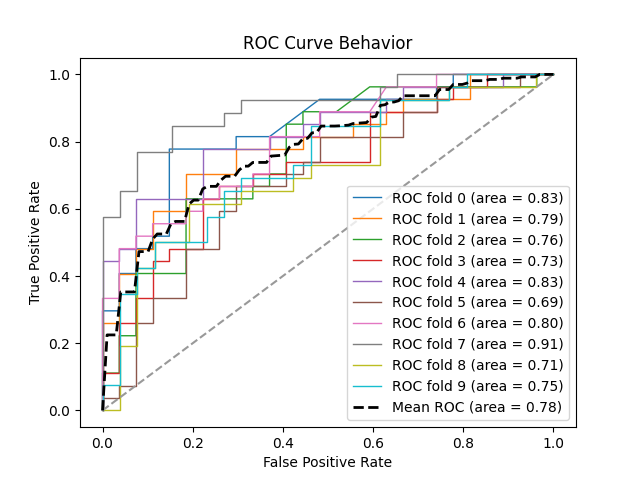 ROC Curve Behavior
True Positive Rate
1.0
0.8
0.6
0.4
0.2
0.0
ROC fold 0 (area = 0.83)
ROC fold 1 (area = 0.79)
ROC fold 2 (area = 0.76)
ROC fold 3 (area = 0.73)
ROC fold 4 (area = 0.83)
ROC fold 5 (area = 0.69)
ROC fold 6 (area = 0.80)
ROC fold 7 (area = 0.91)
ROC fold 8 (area = 0.71)
ROC fold 9 (area = 0.75)
Mean ROC (area = 0.78)
0.0 0.2 0.4 0.6 0.8 1.0
False Positive Rate